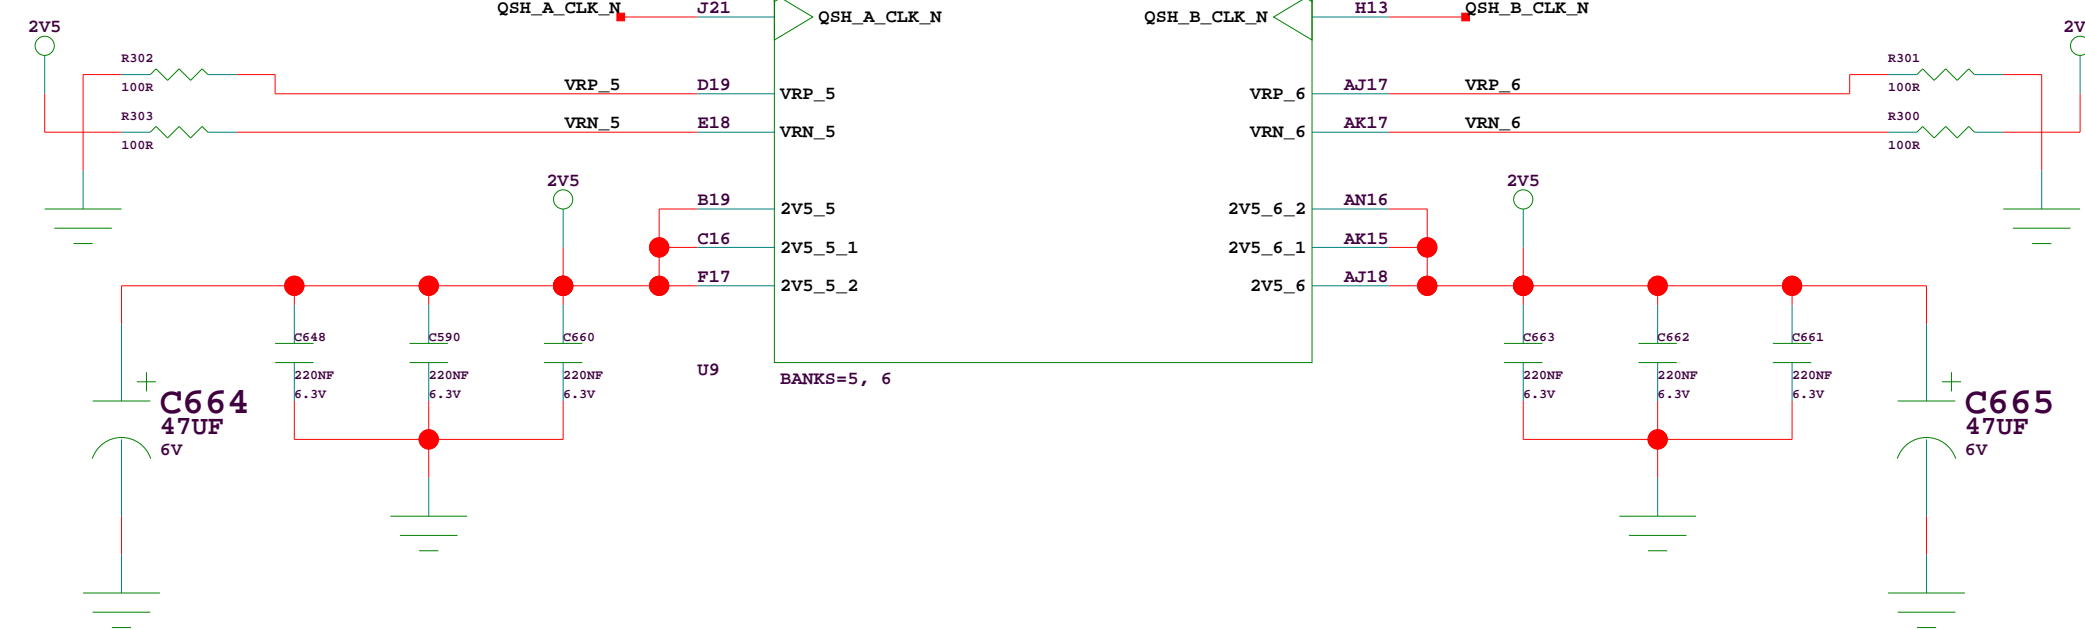 QSH_A_CLK_N J21 QSH_A_CLK_N QSH_B_CLK_N H13 QSH_B_CLK_N
2V5 2V
R302 R301
100R VRP_5 D19 VRP_5 VRP_6 AJ17 VRP_6 100R
R303 R300
100R VRN_5 E18 VRN_5 VRN_6 AK17 VRN_6 100R
2V5 2V5
B19 2V5_5 2V5_6_2 AN16
C16 2V5_5_1 2V5_6_1 AK15
F17 2V5_5_2 2V5_6 AJ18
C648 C590 C660 C663 C662 C661
220NF 220NF 220NF 220NF 220NF 220NF
6.3V 6.3V 6.3V 6.3V 6.3V 6.3V
U9 BANKS=5, 6
C664 C665
47UF 47UF
6V 6V